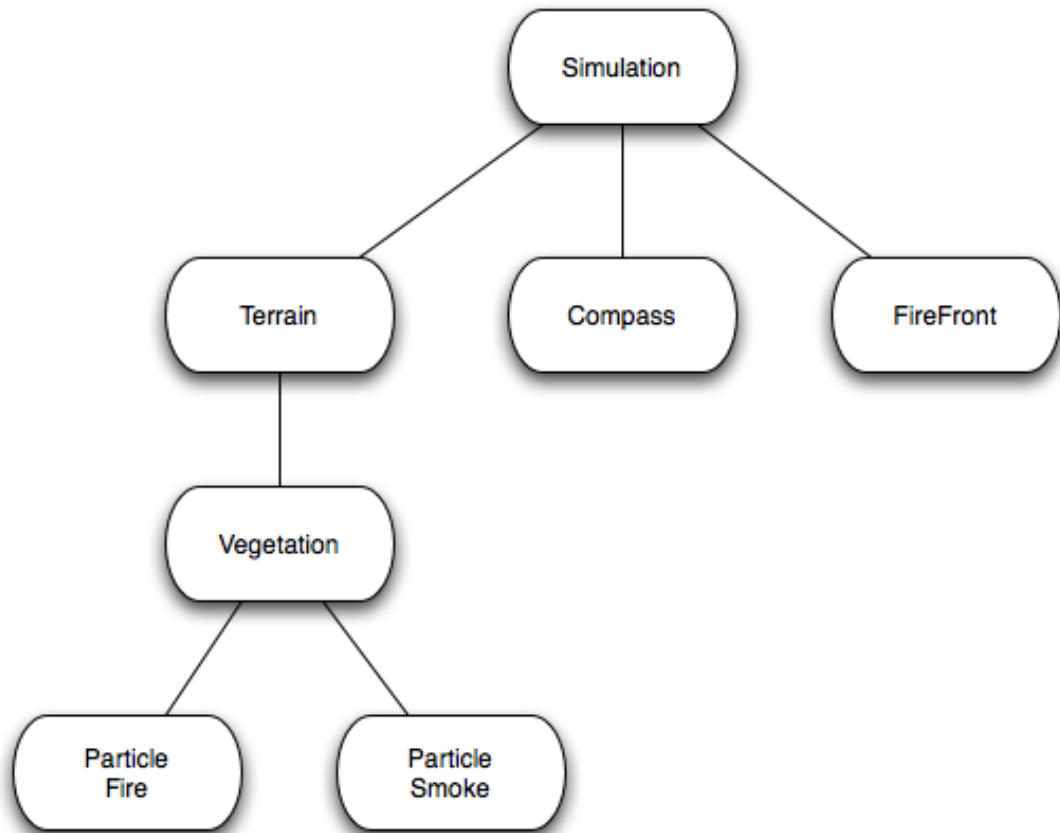 Simulation
Terrain
Compass
FireFront
Vegetation
Particle
Fire
Particle
Smoke